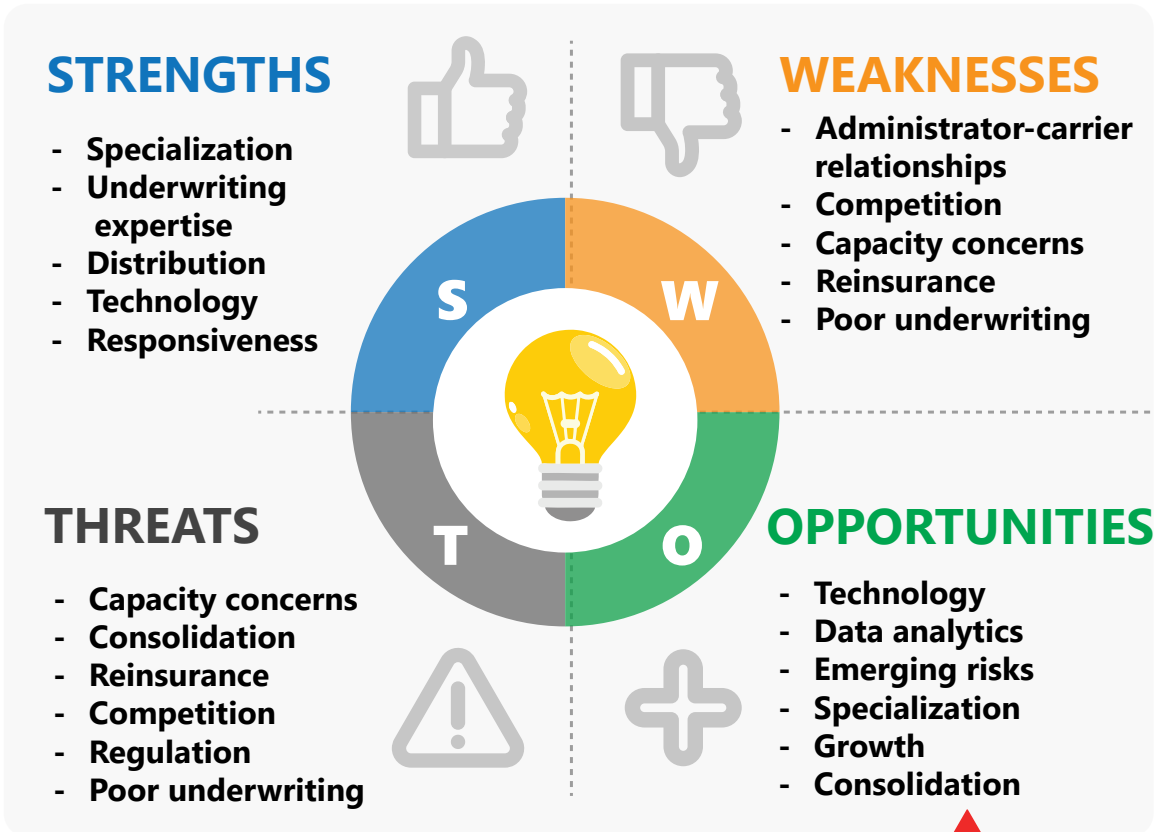 STRENGTHS
- Specialization
- Underwriting
expertise
- Distribution
- Technology
- Responsiveness
WEAKNESSES
- Administrator-carrier
relationships
- Competition
- Capacity concerns
- Reinsurance
- Poor underwriting
S
W
T
O
THREATS
- Capacity concerns
- Consolidation
- Reinsurance
- Competition
- Regulation
- Poor underwriting
OPPORTUNITIES
- Technology
- Data analytics
- Emerging risks
- Specialization
- Growth
- Consolidation